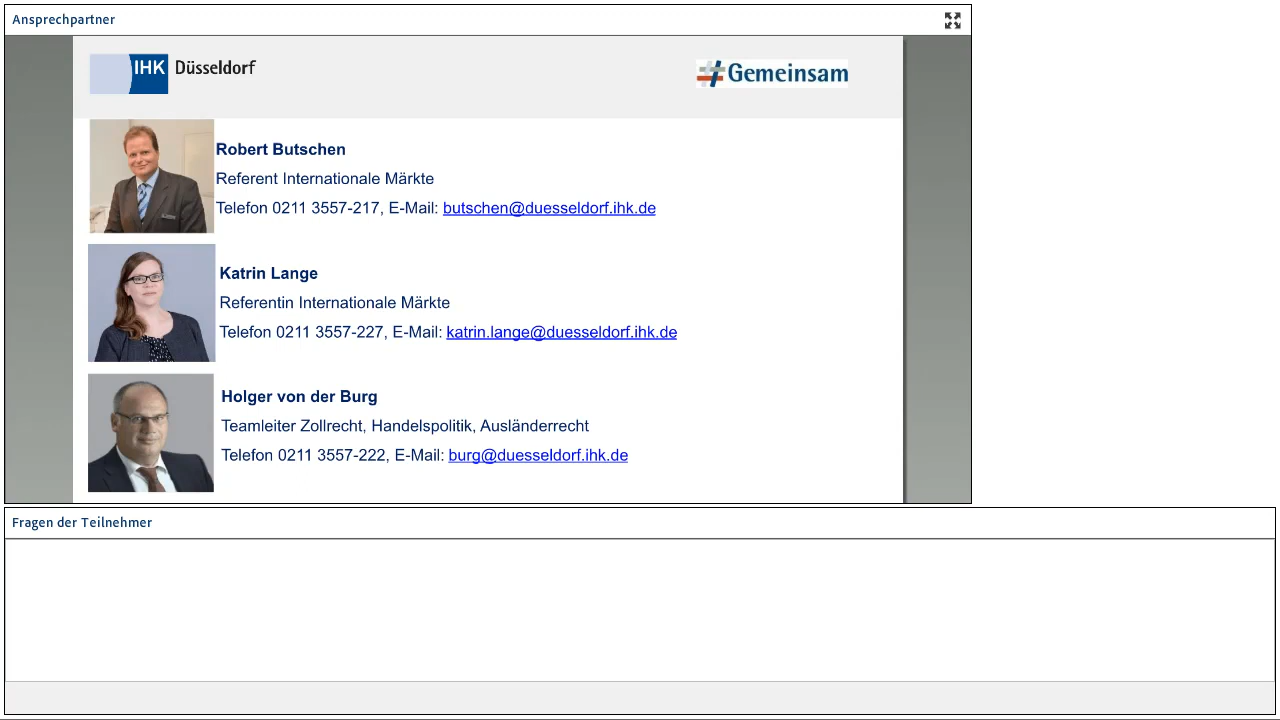 Ansprechpartner
IHK Düsseldorf
#Gemeinsam
Robert Butschen
Referent Internationale Märkte
Telefon 0211 3557-217, E-Mail: butschen@duesseldorf.ihk.de
Katrin Lange
Referentin Internationale Märkte
Telefon 0211 3557-227, E-Mail: katrin.lange@duesseldorf.ihk.de
Holger von der Burg
Teamleiter Zollrecht, Handelspolitik, Ausländerrecht
Telefon 0211 3557-222, E-Mail: burg@duesseldorf.ihk.de
Fragen der Teilnehmer